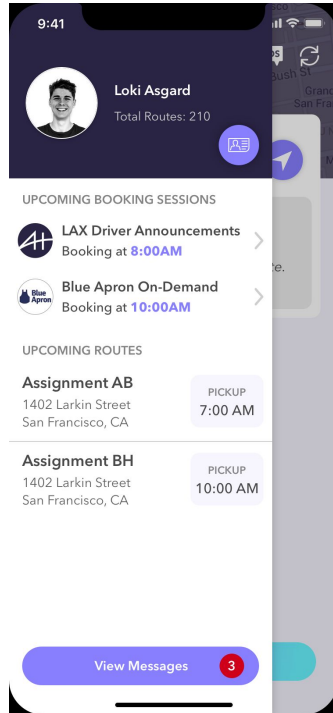 9:41
Loki Asgard
Total Routes: 210
UPCOMING BOOKING SESSIONS
LAX Driver Announcements
Booking at 8:00AM
Blue
Apron
Blue Apron On-Demand
Booking at 10:00AM
UPCOMING ROUTES
Assignment AB
1402 Larkin Street
San Francisco, CA
PICKUP
7:00 AM
Assignment BH
1402 Larkin Street
San Francisco, CA
PICKUP
10:00 AM
View Messages
3
Bush St